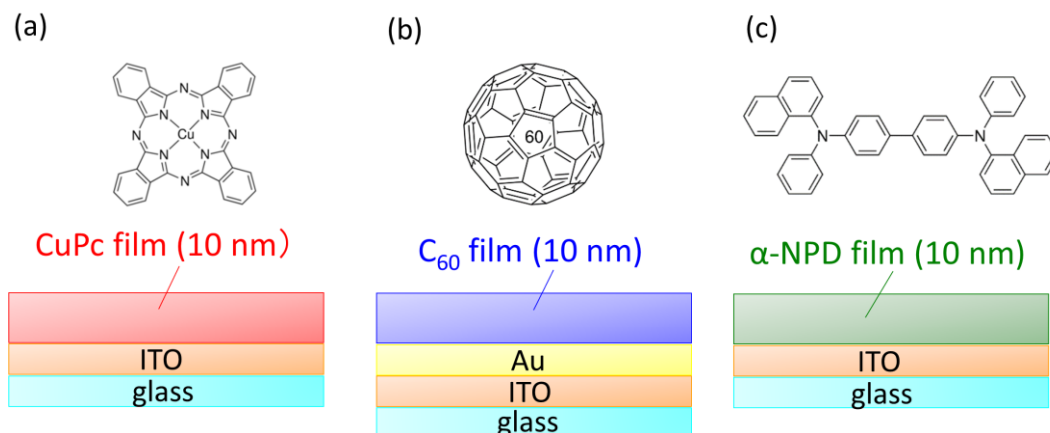 (a)
(b)
(c)
N
N
N
N
Cu
N
N
N
N
60
N
N
CuPc film (10 nm)
C₆₀ film (10 nm)
α-NPD film (10 nm)
ITO
glass
Au
ITO
glass
ITO
glass